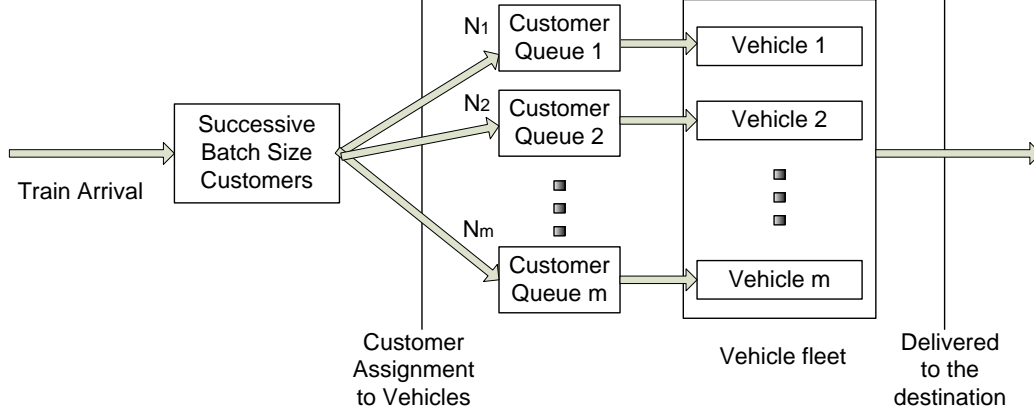 Train Arrival
Successive
Batch Size
Customers
N1
N2
Nm
Customer
Queue 1
Customer
Queue 2
Customer
Queue m
Vehicle 1
Vehicle 2
Vehicle m
Customer
Assignment
to Vehicles
Vehicle fleet
Delivered
to the
destination